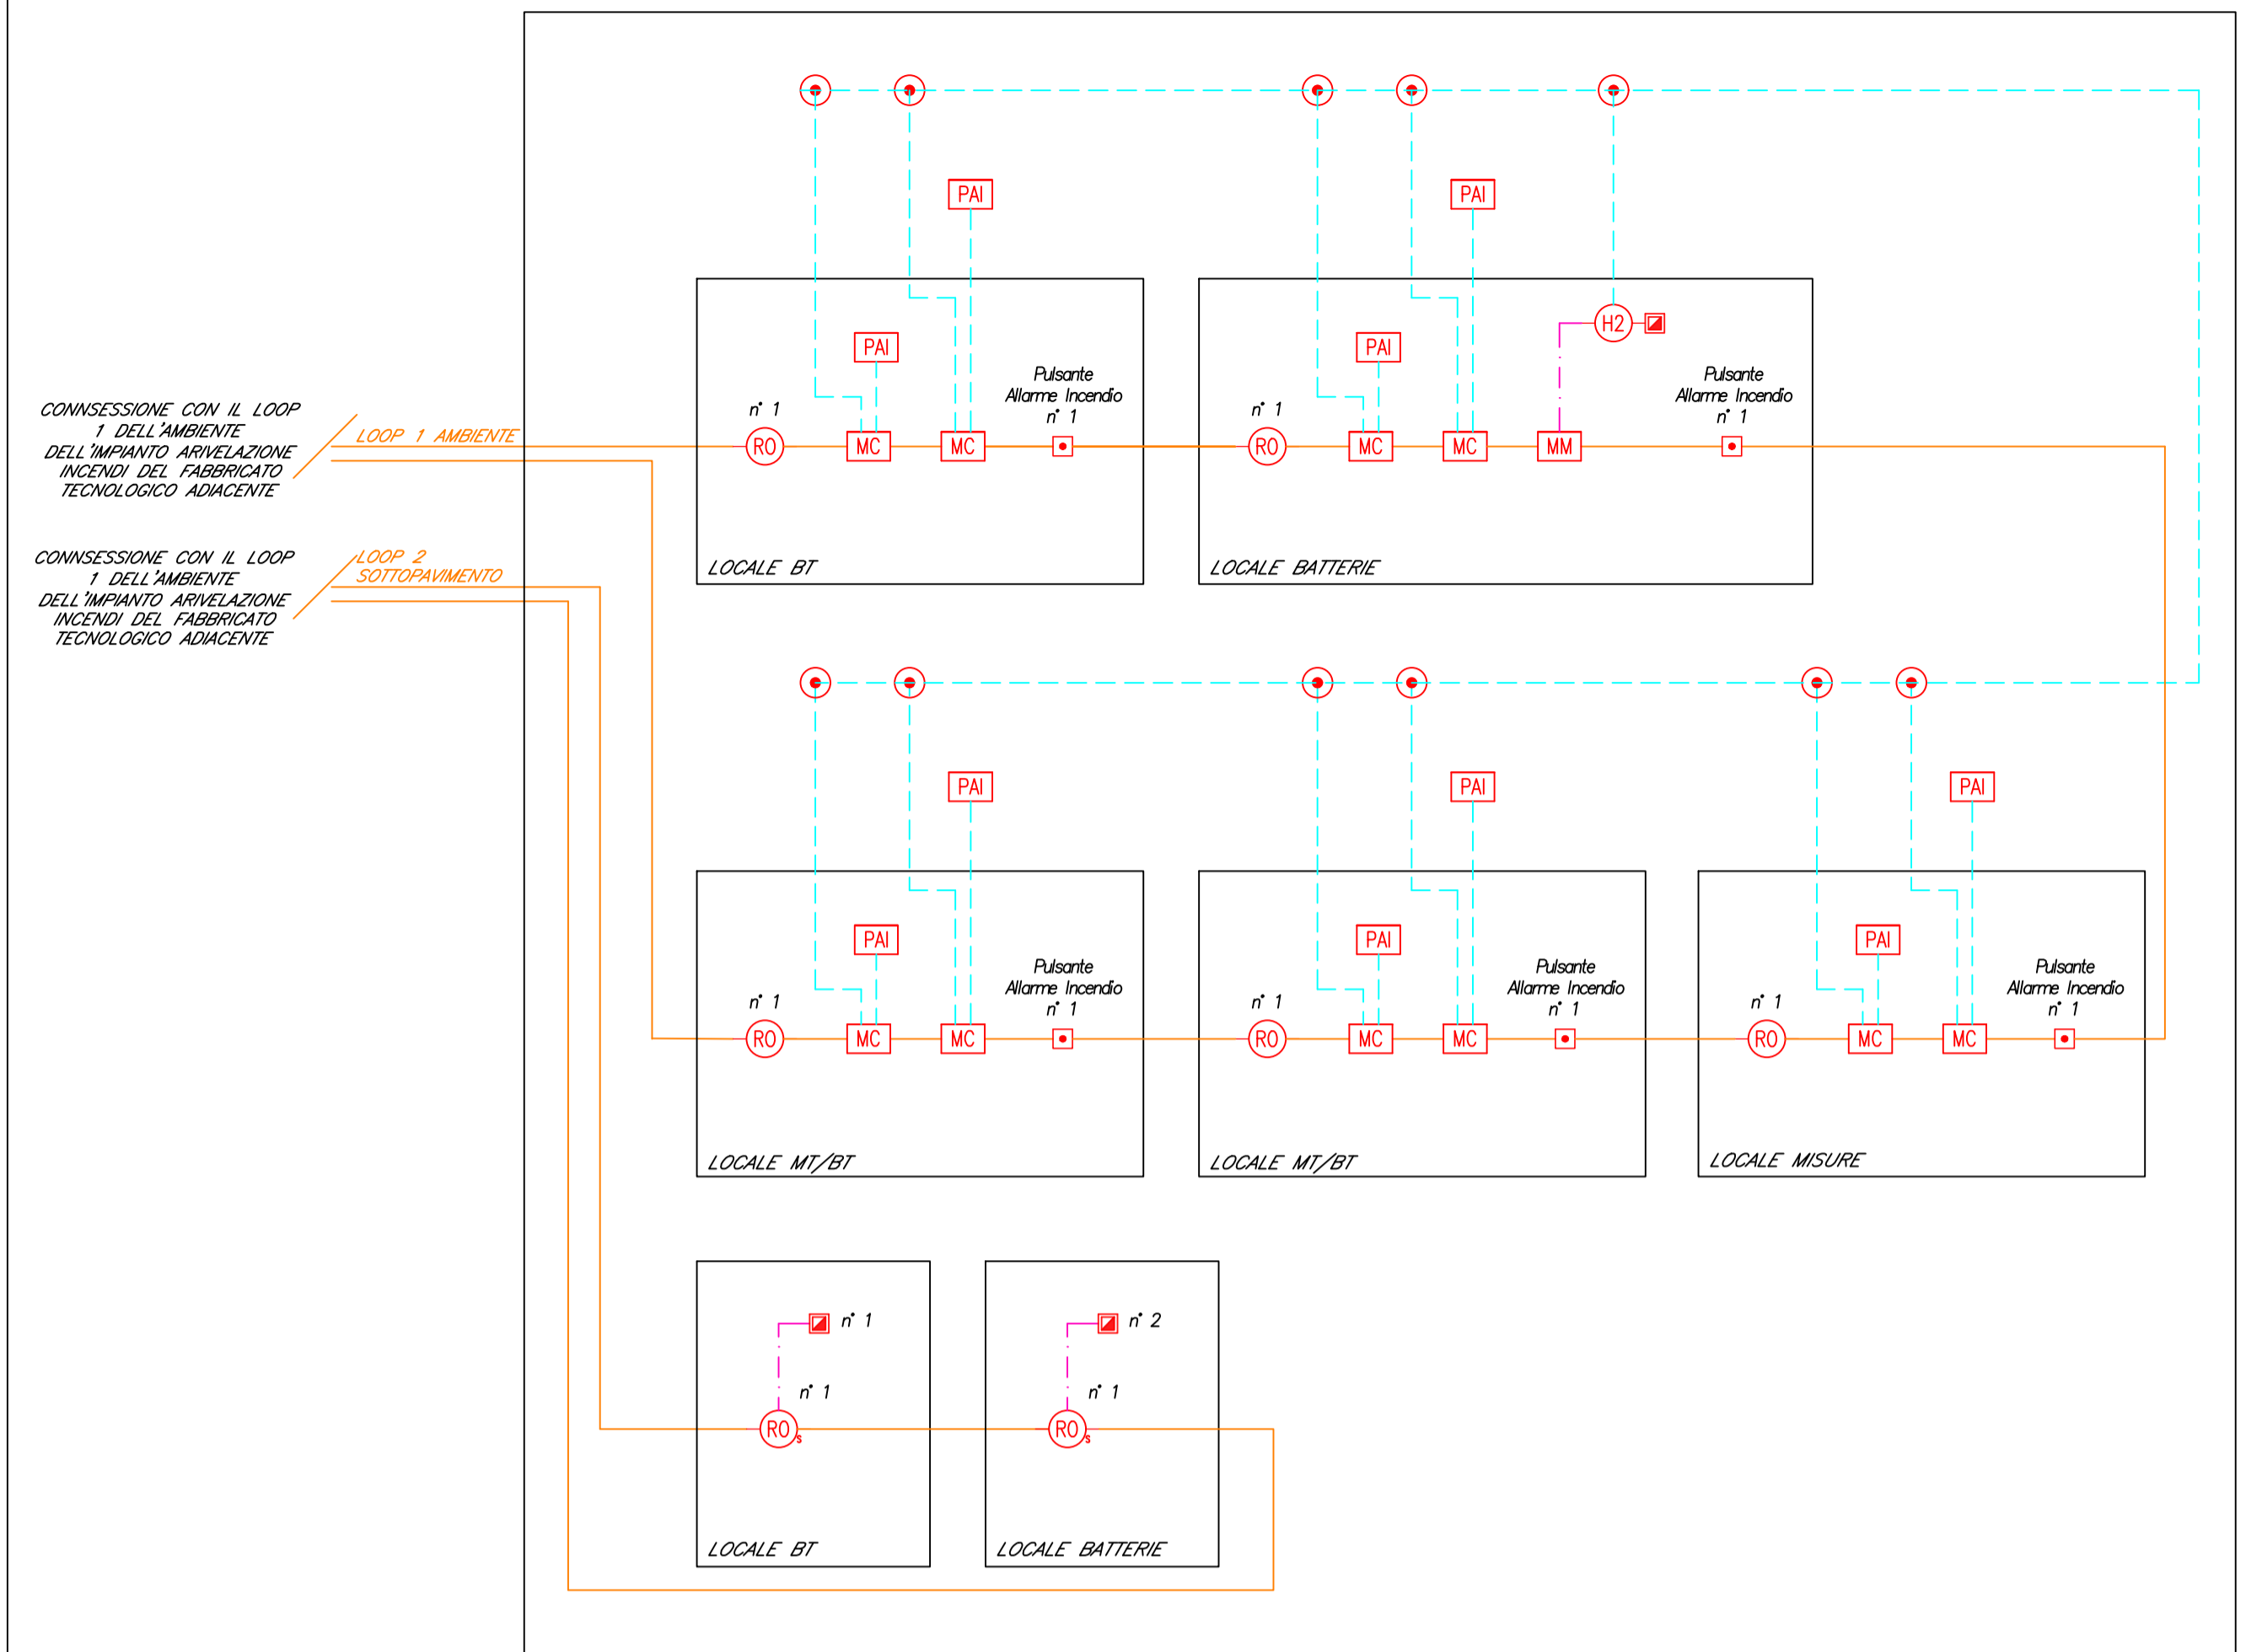 PAI
PAI
PAI
PAI
H2
Pulsante
Allarme Incendio
n° 1
Pulsante
Allarme Incendio
n° 1
n° 1
n° 1
CONNSESSIONE CON IL LOOP
1 DELL'AMBIENTE
DELL'IMPIANTO ARIVELAZIONE
INCENDI DEL FABBRICATO
TECNOLOGICO ADIACENTE
LOOP 1 AMBIENTE
RO
MC
MC
RO
MC
MC
MM
LOCALE BT
LOCALE BATTERIE
CONNSESSIONE CON IL LOOP
1 DELL'AMBIENTE
DELL'IMPIANTO ARIVELAZIONE
INCENDI DEL FABBRICATO
TECNOLOGICO ADIACENTE
LOOP 2
SOTTOPAVIMENTO
PAI
PAI
PAI
PAI
PAI
PAI
Pulsante
Allarme Incendio
n° 1
Pulsante
Allarme Incendio
n° 1
Pulsante
Allarme Incendio
n° 1
n° 1
n° 1
n° 1
RO
MC
MC
RO
MC
MC
RO
MC
MC
LOCALE MT/BT
LOCALE MT/BT
LOCALE MISURE
n° 1
n° 2
n° 1
n° 1
ROs
ROs
LOCALE BT
LOCALE BATTERIE